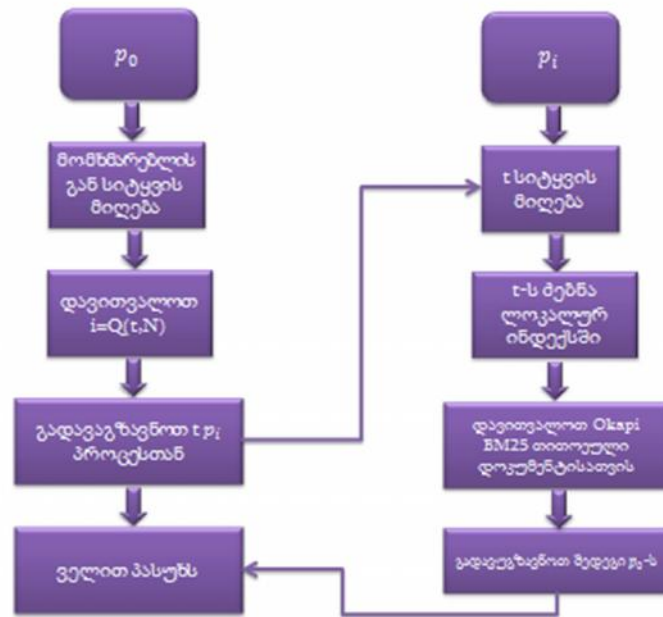 p₀
მომხმარებლის
გან სიტყვის
მიღება
დავითვალოთ
i=Q(t,N)
გადავაგზავნოთ t pᵢ
პროცესთან
ველით პასუხს
pᵢ
t სიტყვის
მიღება
t-ს ძებნა
ლოკალურ
ინდექსში
დავითვალოთ Okapi
BM25 თითოეული
დოკუმენტისათვის
გადავუგზავნოთ შედეგი p₀-ს